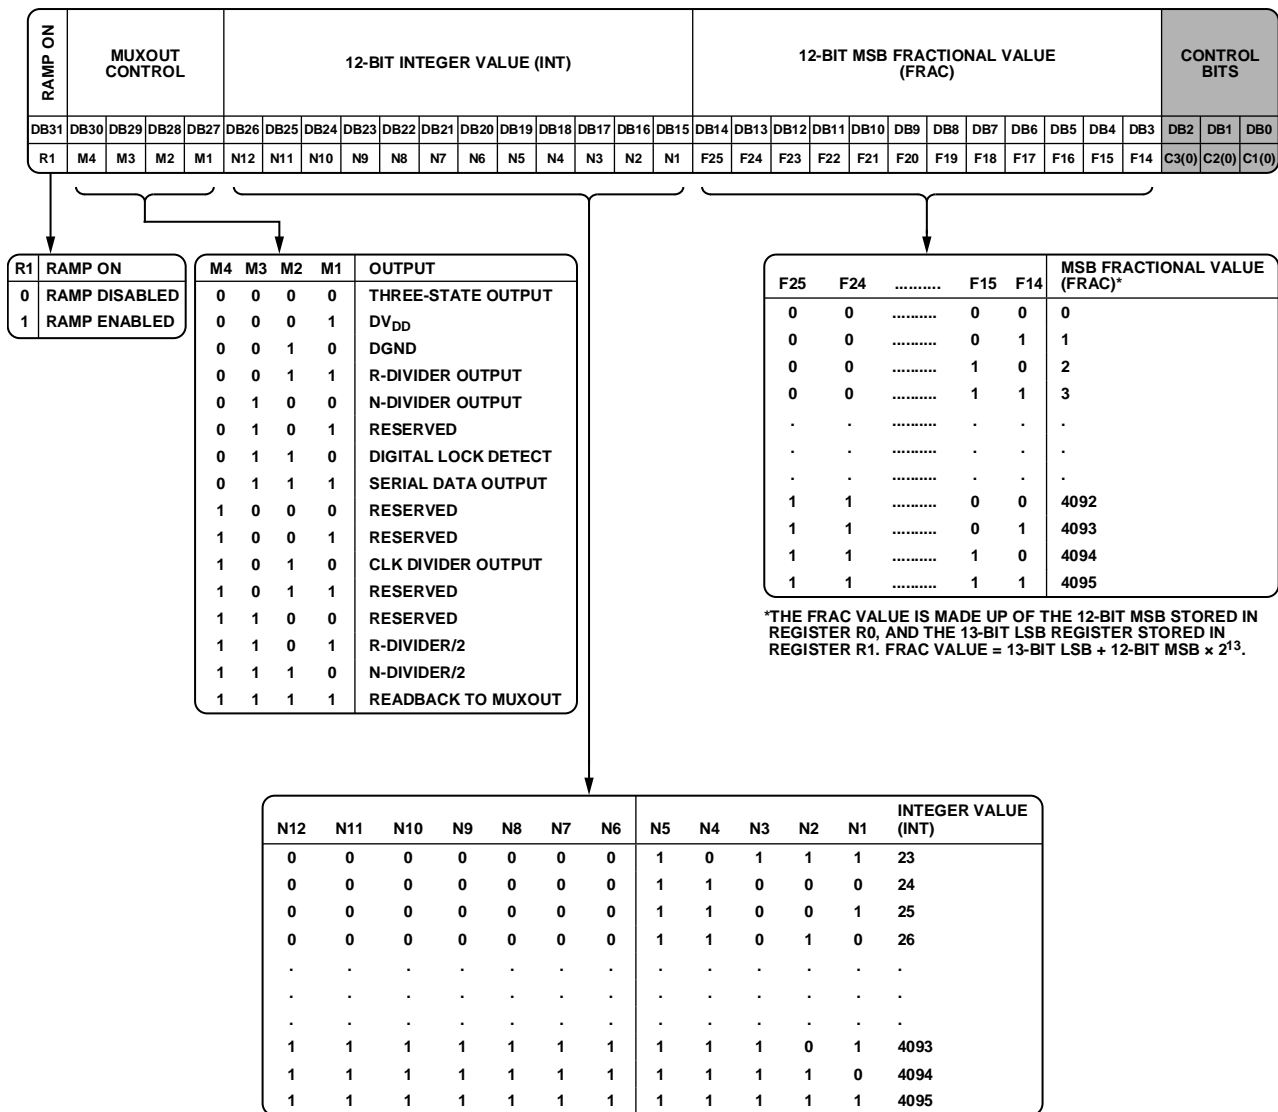 RAMP ON
MUXOUT
CONTROL
12-BIT INTEGER VALUE (INT)
12-BIT MSB FRACTIONAL VALUE
(FRAC)
CONTROL
BITS
DB31 DB30 DB29 DB28 DB27 DB26 DB25 DB24 DB23 DB22 DB21 DB20 DB19 DB18 DB17 DB16 DB15 DB14 DB13 DB12 DB11 DB10 DB9 DB8 DB7 DB6 DB5 DB4 DB3 DB2 DB1 DB0
R1 M4 M3 M2 M1 N12 N11 N10 N9 N8 N7 N6 N5 N4 N3 N2 N1 F25 F24 F23 F22 F21 F20 F19 F18 F17 F16 F15 F14 C3(0) C2(0) C1(0)
R1 RAMP ON
0 RAMP DISABLED
1 RAMP ENABLED
M4 M3 M2 M1 OUTPUT
0 0 0 0 THREE-STATE OUTPUT
0 0 0 1 DVDD
0 0 1 0 DGND
0 0 1 1 R-DIVIDER OUTPUT
0 1 0 0 N-DIVIDER OUTPUT
0 1 0 1 RESERVED
0 1 1 0 DIGITAL LOCK DETECT
0 1 1 1 SERIAL DATA OUTPUT
1 0 0 0 RESERVED
1 0 0 1 RESERVED
1 0 1 0 CLK DIVIDER OUTPUT
1 0 1 1 RESERVED
1 1 0 0 RESERVED
1 1 0 1 R-DIVIDER/2
1 1 1 0 N-DIVIDER/2
1 1 1 1 READBACK TO MUXOUT
F25 F24 .......... F15 F14 MSB FRACTIONAL VALUE
(FRAC)*
0 0 .......... 0 0 0
0 0 .......... 0 1 1
0 0 .......... 1 0 2
0 0 .......... 1 1 3
. . .......... . . .
. . .......... . . .
. . .......... . . .
1 1 .......... 0 0 4092
1 1 .......... 0 1 4093
1 1 .......... 1 0 4094
1 1 .......... 1 1 4095
*THE FRAC VALUE IS MADE UP OF THE 12-BIT MSB STORED IN
REGISTER R0, AND THE 13-BIT LSB REGISTER STORED IN
REGISTER R1. FRAC VALUE = 13-BIT LSB + 12-BIT MSB × 2¹³.
N12 N11 N10 N9 N8 N7 N6 N5 N4 N3 N2 N1 INTEGER VALUE
(INT)
0 0 0 0 0 0 0 1 0 1 1 1 23
0 0 0 0 0 0 0 1 1 0 0 0 24
0 0 0 0 0 0 0 1 1 0 0 1 25
0 0 0 0 0 0 0 1 1 0 1 0 26
. . . . . . . . . . . . .
. . . . . . . . . . . . .
. . . . . . . . . . . . .
1 1 1 1 1 1 1 1 1 1 0 1 4093
1 1 1 1 1 1 1 1 1 1 1 0 4094
1 1 1 1 1 1 1 1 1 1 1 1 4095